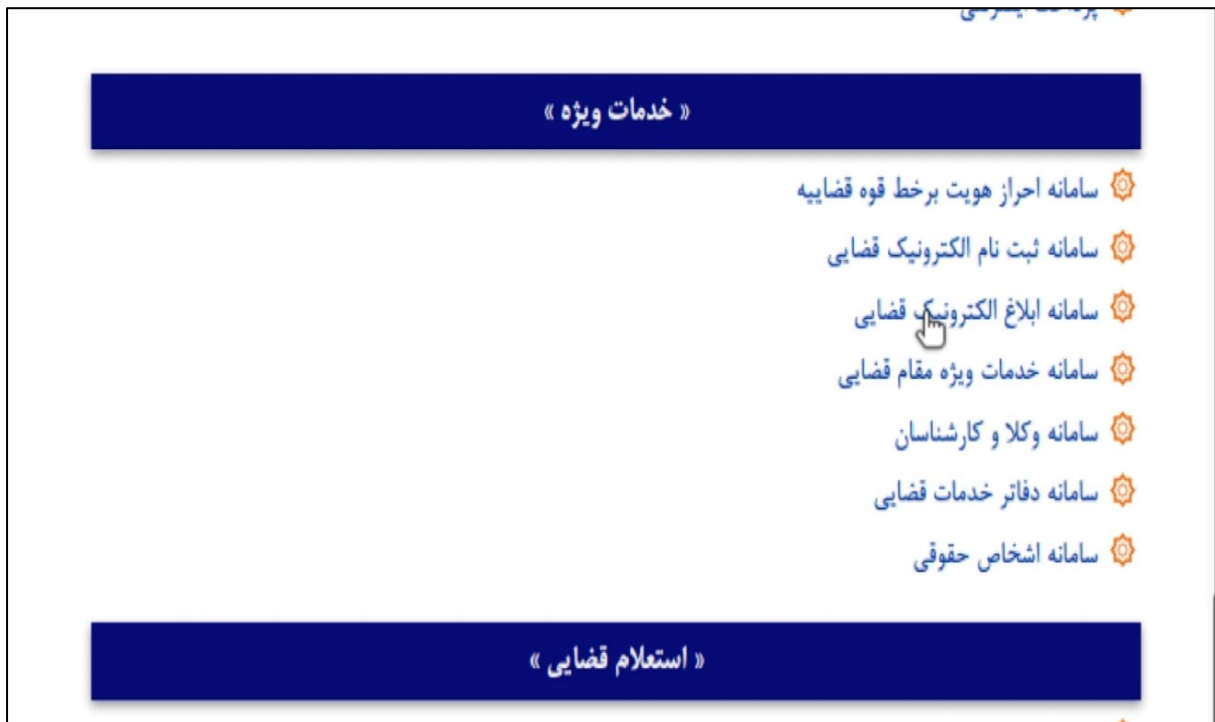 « خدمات ویژه »
سامانه احراز هویت برخط قوه قضاییه
سامانه ثبت نام الکترونیک قضایی
سامانه ابلاغ الکترونیک قضایی
سامانه خدمات ویژه مقام قضایی
سامانه وکلا و کارشناسان
سامانه دفاتر خدمات قضایی
سامانه اشخاص حقوقی
« استعلام قضایی »